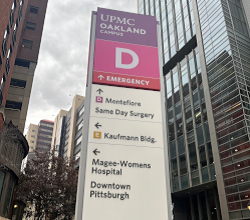 UPMC
OAKLAND
CAMPUS
D
EMERGENCY
D Montefiore
Same Day Surgery
E Kaufmann Bldg.
Magee-Womens
Hospital
Downtown
Pittsburgh